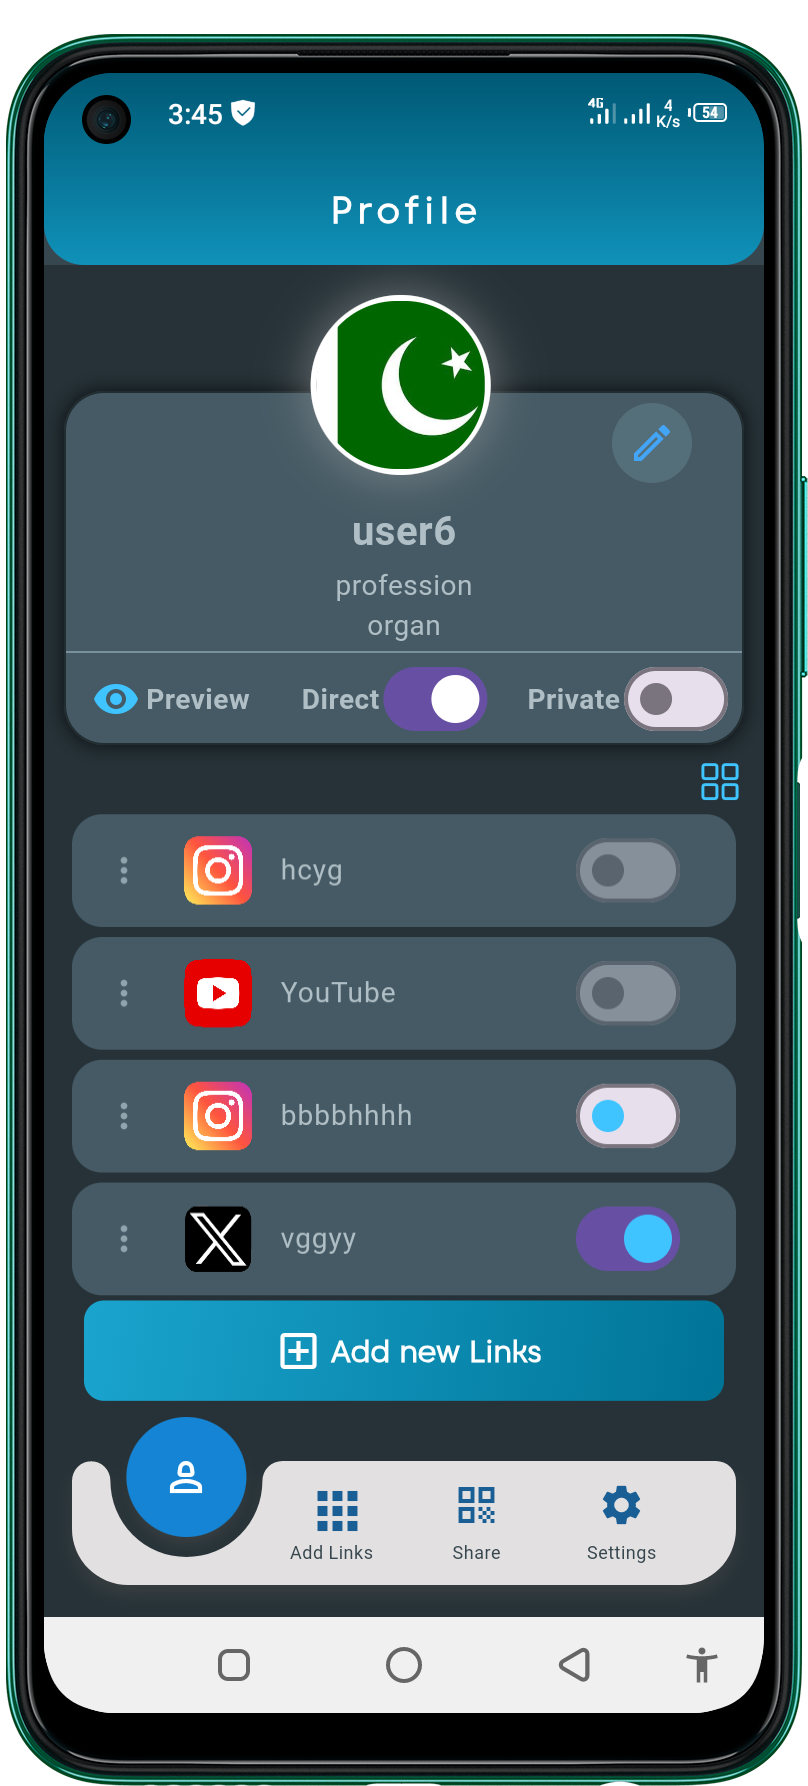 3:45 4G 4 K/s 54
Profile
user6
profession
organ
Preview Direct Private
hcyg
YouTube
bbbbhhhh
vggyy
Add new Links
Add Links Share Settings